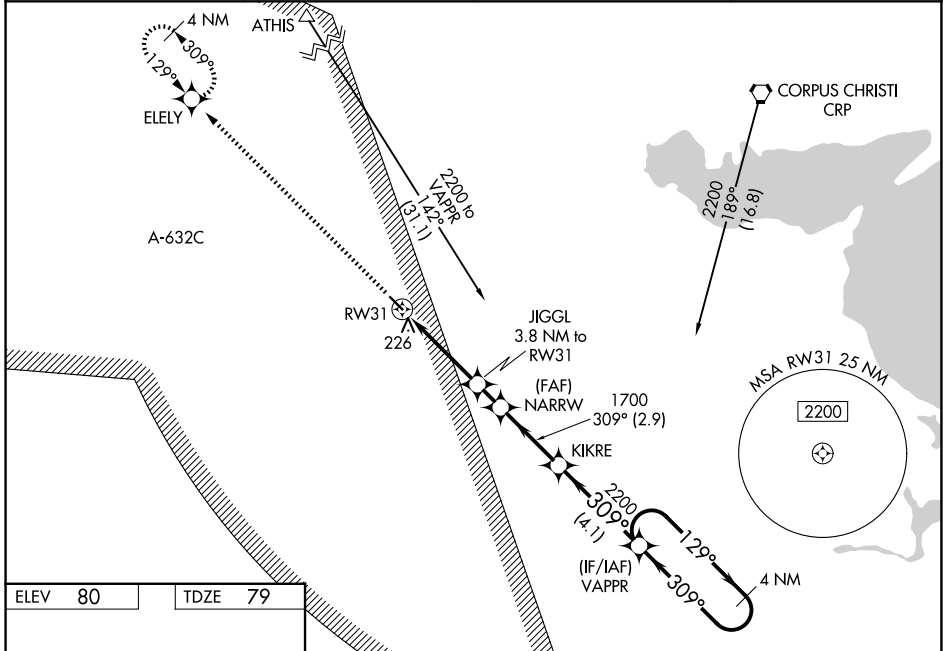 4 NM
309°
129°
ELELY
ATHIS
CORPUS CHRISTI
CRP
2200 to
VAPPR
142°
(31.1)
2200
189°
(16.8)
A-632C
RW31
226
JIGGL
3.8 NM to
RW31
(FAF)
NARRW
1700
309° (2.9)
KIKRE
MSA RW31 25 NM
2200
2200
309°
(4.1)
(IF/IAF)
VAPPR
129°
309°
4 NM
ELEV 80
TDZE 79